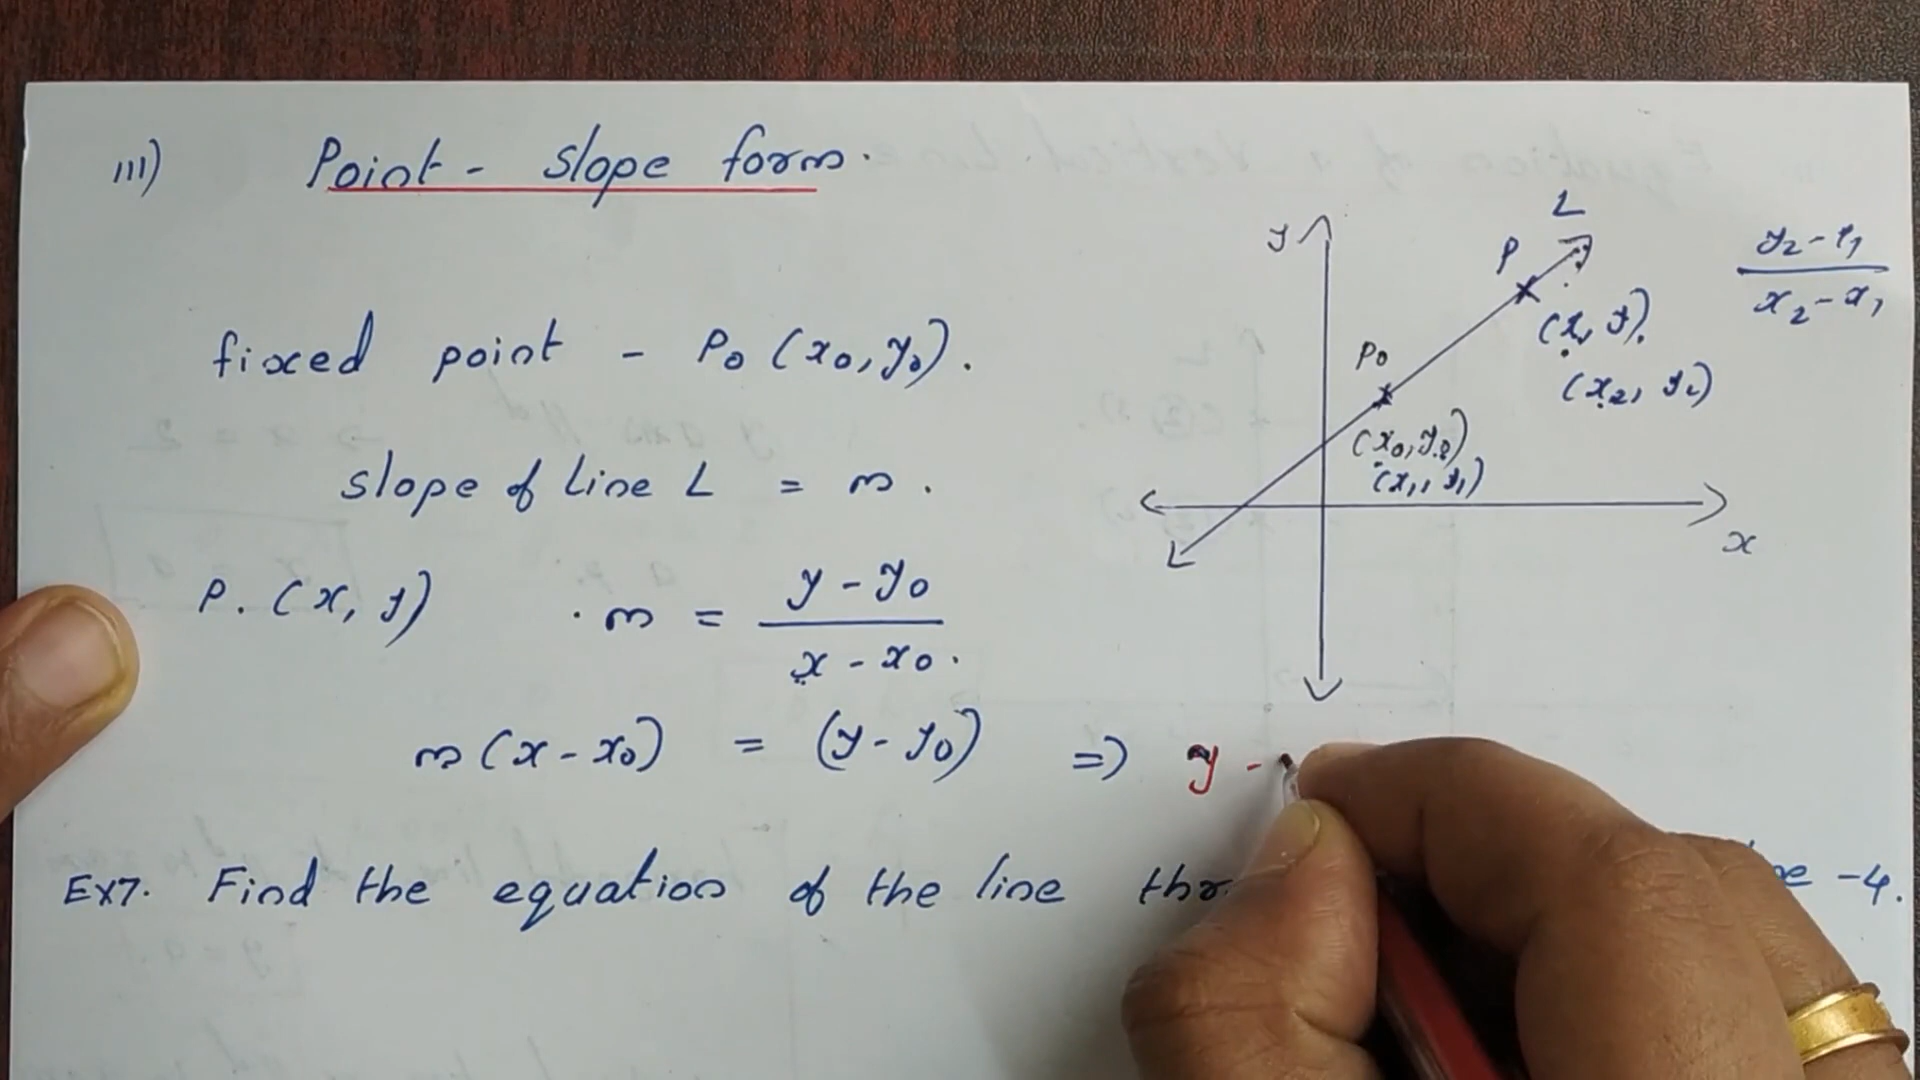 III) Point - slope form.
fixed point - P0 (x0, y0).
slope of line L = m.
P. (x, y) . m = y - y0 / x - x0.
m (x - x0) = (y - y0) => y -
Ex7. Find the equation of the line -4.
y
L
P
(x, y).
(x2, y2)
P0
(x0, y0)
(x1, y1)
x
y2 - y1 / x2 - x1